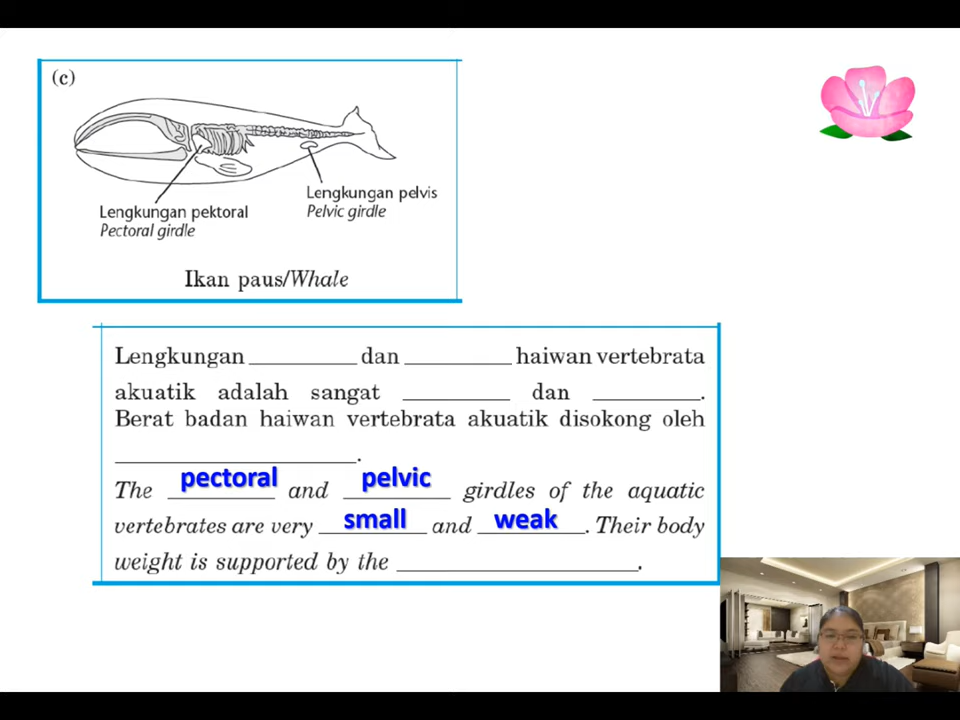 (c)
Lengkungan pelvis
Pelvic girdle
Lengkungan pektoral
Pectoral girdle
Ikan paus/Whale
Lengkungan __________ dan __________ haiwan vertebrata
akuatik adalah sangat __________ dan __________.
Berat badan haiwan vertebrata akuatik disokong oleh
______________________.
The pectoral and pelvic girdles of the aquatic
vertebrates are very small and weak. Their body
weight is supported by the ______________________.